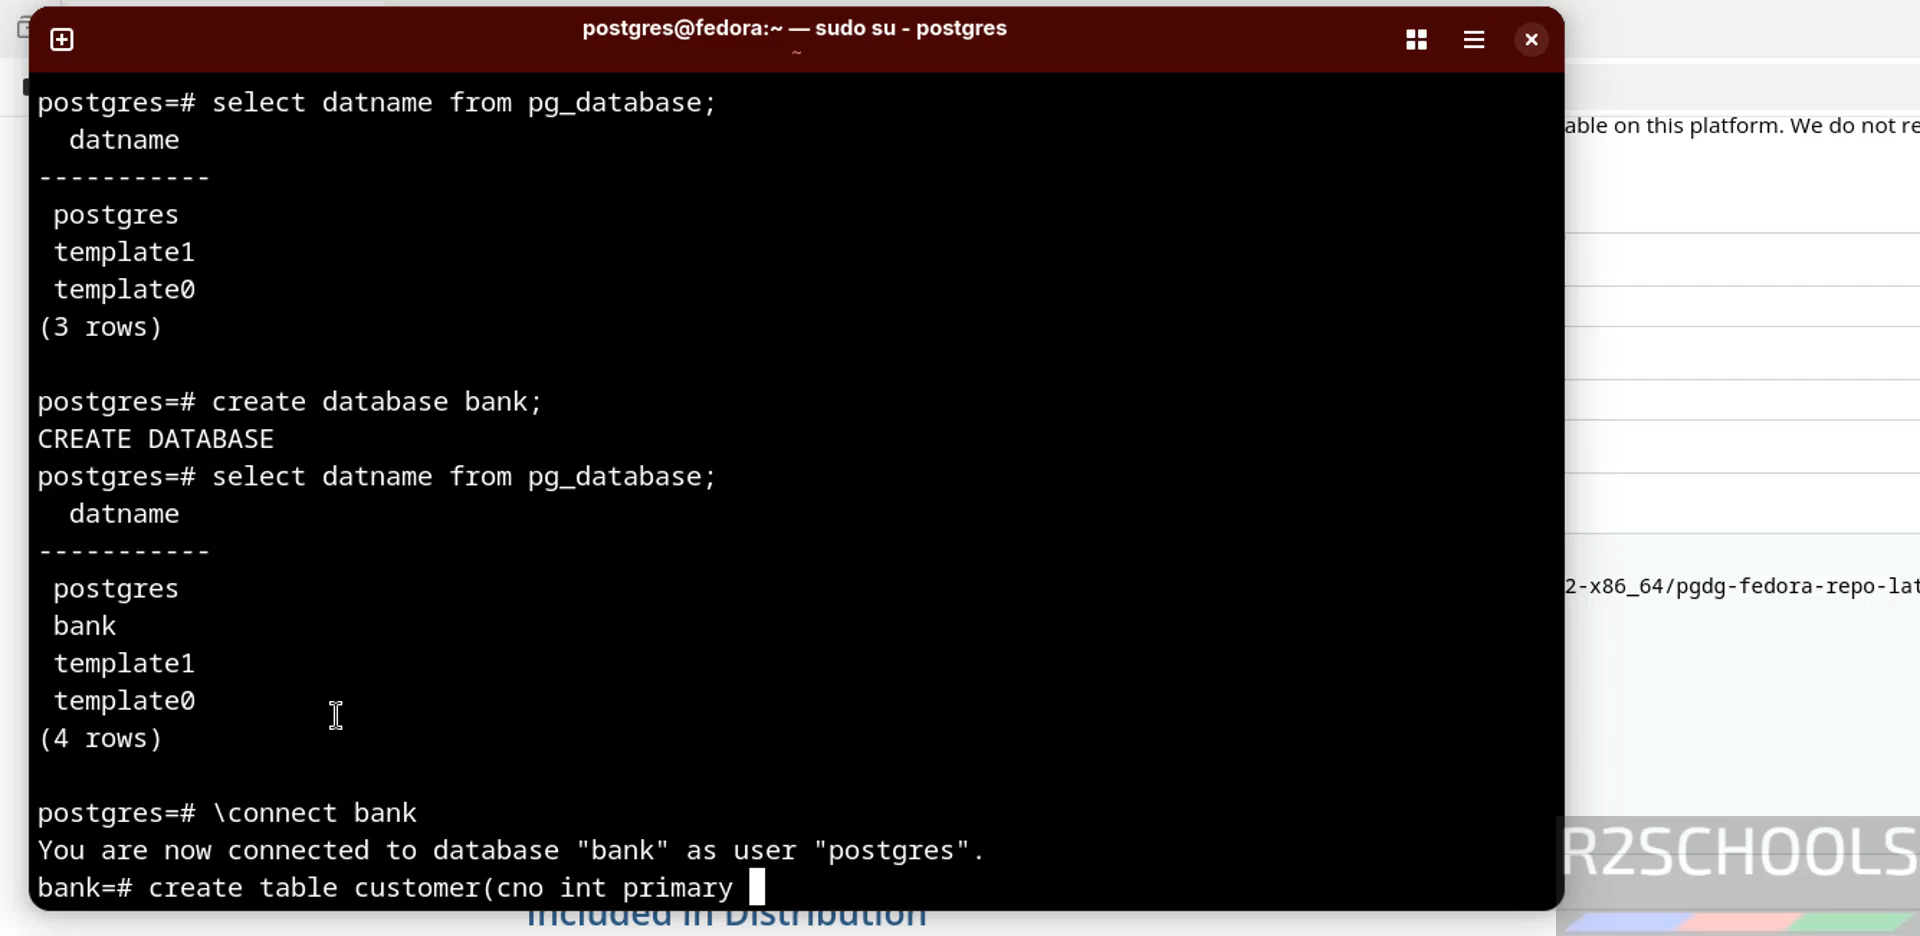 postgres@fedora:~ — sudo su - postgres
~
postgres=# select datname from pg_database;
datname
-----------
postgres
template1
template0
(3 rows)
postgres=# create database bank;
CREATE DATABASE
postgres=# select datname from pg_database;
datname
-----------
postgres
bank
template1
template0
(4 rows)
postgres=# \connect bank
You are now connected to database "bank" as user "postgres".
bank=# create table customer(cno int primary
able on this platform. We do not re
2-x86_64/pgdg-fedora-repo-lat
R2SCHOOLS
Included in Distribution